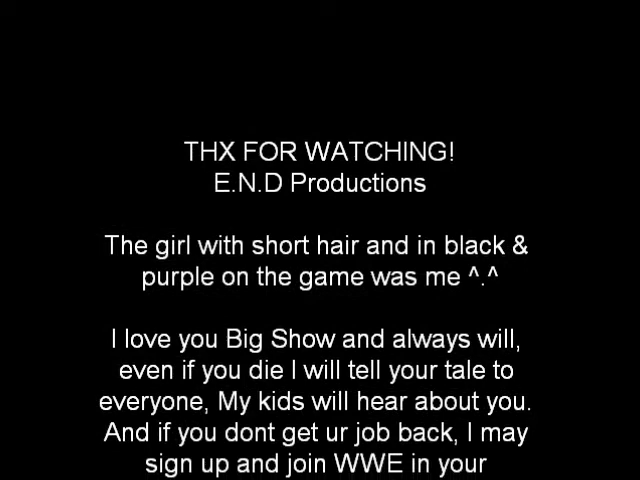 THX FOR WATCHING!
E.N.D Productions
The girl with short hair and in black &
purple on the game was me ^.^
I love you Big Show and always will,
even if you die I will tell your tale to
everyone, My kids will hear about you.
And if you dont get ur job back, I may
sign up and join WWE in your